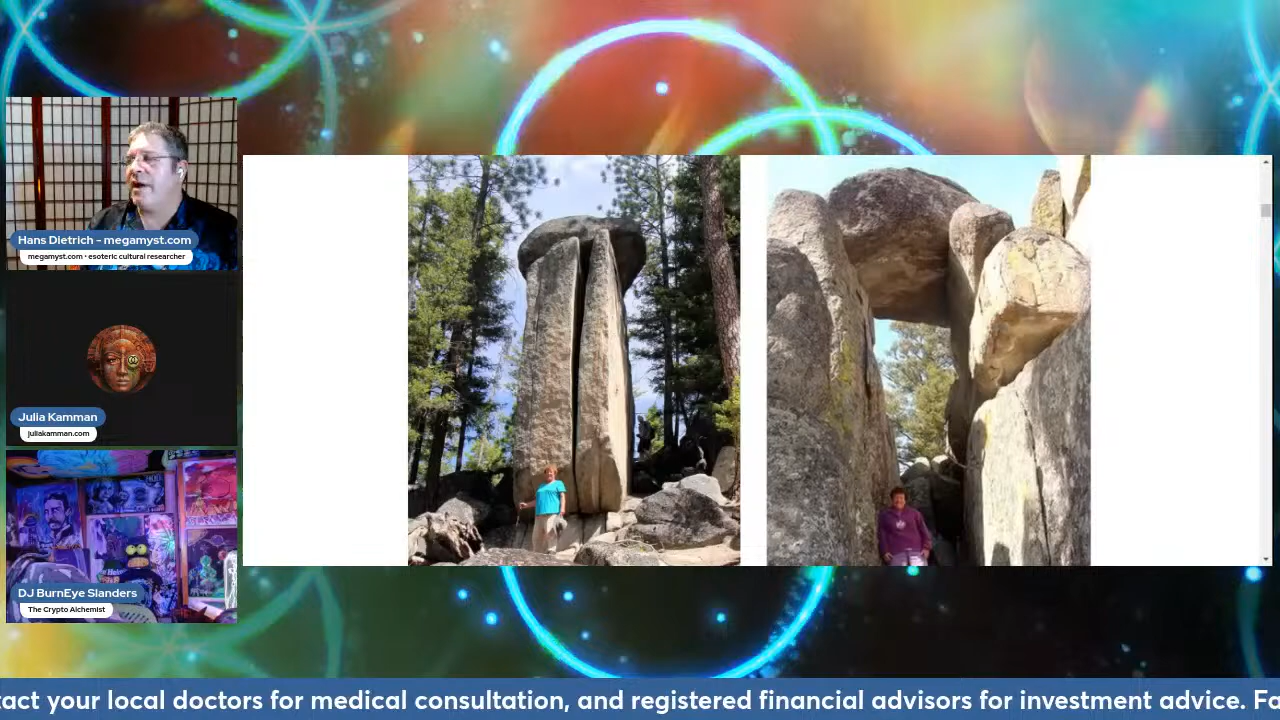 Hans Dietrich - megamyst.com
megamyst.com • esoteric cultural researcher
Julia Kamman
juliakamman.com
DJ BurnEye Slanders
The Crypto Alchemist
tact your local doctors for medical consultation, and registered financial advisors for investment advice. Fo